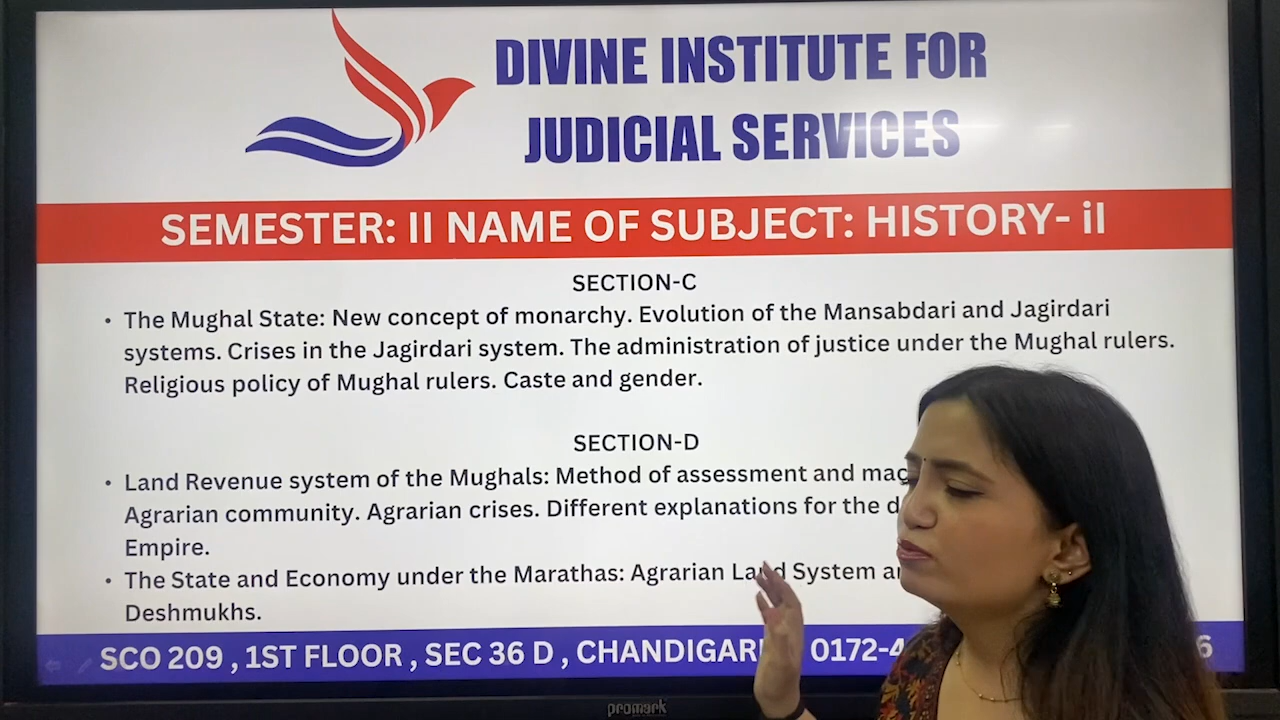 DIVINE INSTITUTE FOR
JUDICIAL SERVICES
SEMESTER: II NAME OF SUBJECT: HISTORY- iI
SECTION-C
• The Mughal State: New concept of monarchy. Evolution of the Mansabdari and Jagirdari
systems. Crises in the Jagirdari system. The administration of justice under the Mughal rulers.
Religious policy of Mughal rulers. Caste and gender.
SECTION-D
• Land Revenue system of the Mughals: Method of assessment and
Agrarian community. Agrarian crises. Different explanations for the
Empire.
• The State and Economy under the Marathas: Agrarian Land System
Deshmukhs.
SCO 209 , 1ST FLOOR , SEC 36 D , 0172-4
promark